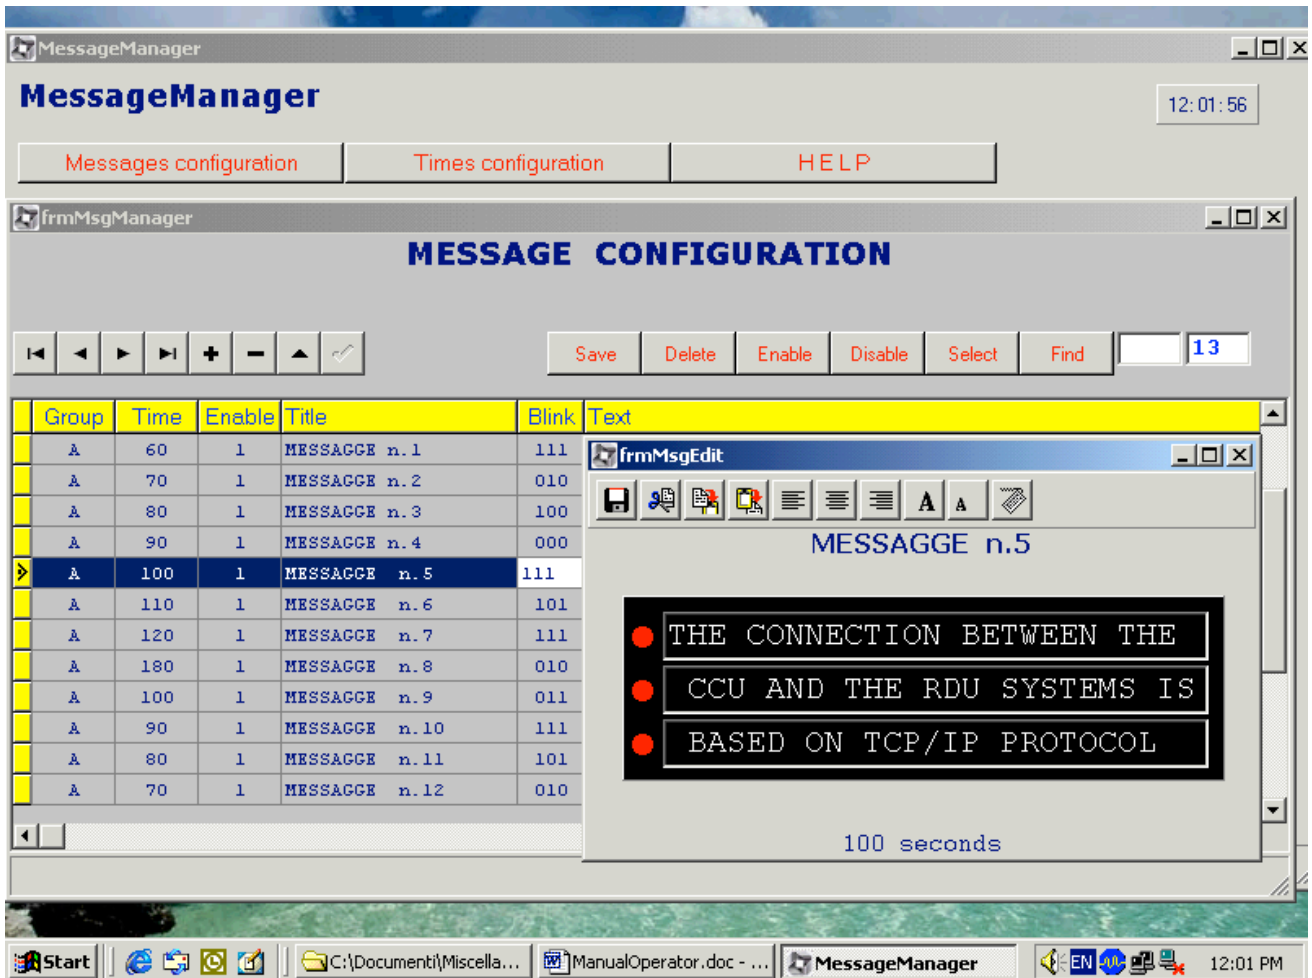 MessageManager
MessageManager
12:01:56
Messages configuration Times configuration HELP
frmMsgManager
MESSAGE CONFIGURATION
Save Delete Enable Disable Select Find 13
Group Time Enable Title Blink Text
A 60 1 MESSAGGE n.1 111
A 70 1 MESSAGGE n.2 010
A 80 1 MESSAGGE n.3 100
A 90 1 MESSAGGE n.4 000
A 100 1 MESSAGGE n.5 111
A 110 1 MESSAGGE n.6 101
A 120 1 MESSAGGE n.7 111
A 180 1 MESSAGGE n.8 010
A 100 1 MESSAGGE n.9 011
A 90 1 MESSAGGE n.10 111
A 80 1 MESSAGGE n.11 101
A 70 1 MESSAGGE n.12 010
frmMsgEdit
A A
MESSAGGE n.5
THE CONNECTION BETWEEN THE
CCU AND THE RDU SYSTEMS IS
BASED ON TCP/IP PROTOCOL
100 seconds
Start C:\Documenti\Miscella... ManualOperator.doc - ... MessageManager EN 12:01 PM